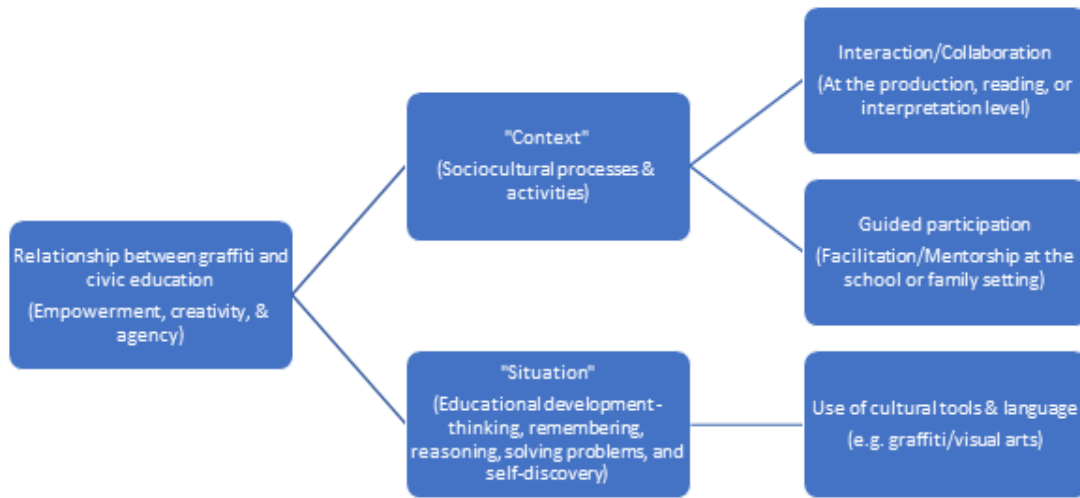 Relationship between graffiti and
civic education
(Empowerment, creativity, &
agency)
"Context"
(Sociocultural processes &
activities)
"Situation"
(Educational development-
thinking, remembering,
reasoning, solving problems, and
self-discovery)
Interaction/Collaboration
(At the production, reading, or
interpretation level)
Guided participation
(Facilitation/Mentorship at the
school or family setting)
Use of cultural tools & language
(e.g. graffiti/visual arts)